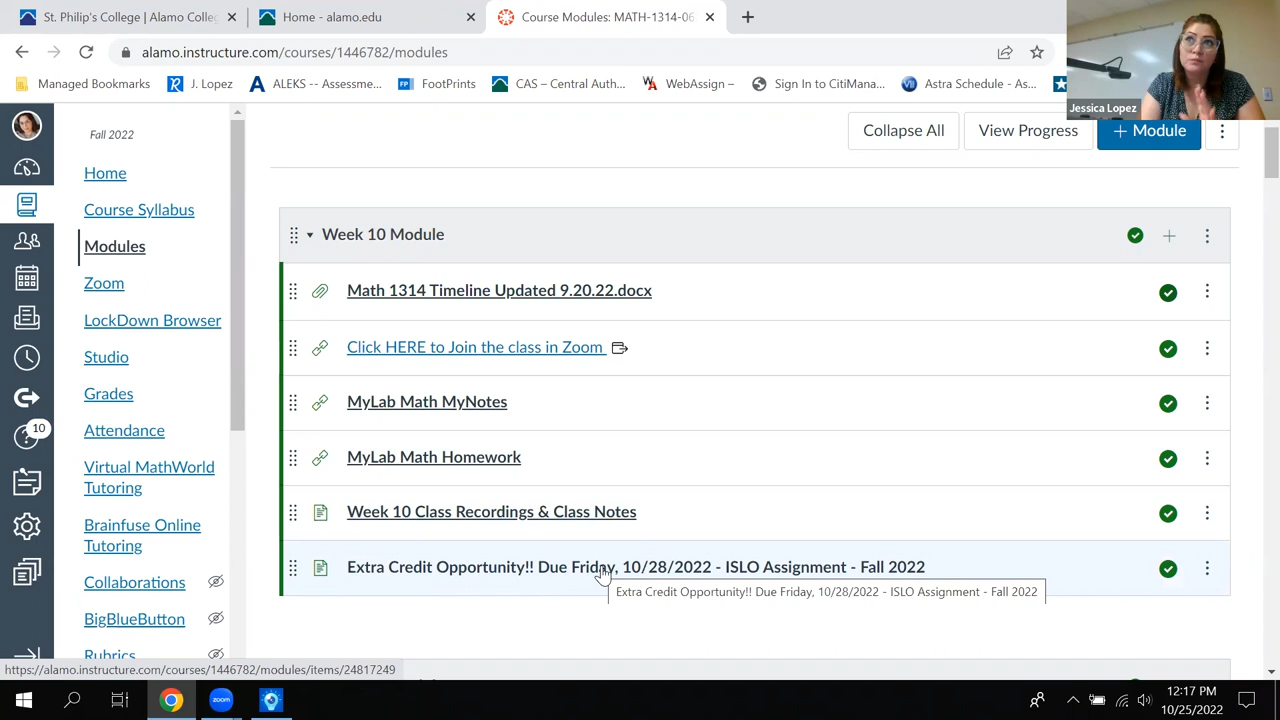 St. Philip's College | Alamo Colleg
Home - alamo.edu
Course Modules: MATH-1314-06
alamo.instructure.com/courses/1446782/modules
Managed Bookmarks
J. Lopez
ALEKS -- Assessme...
FootPrints
CAS – Central Auth...
WebAssign –
Sign In to CitiMana...
Astra Schedule - As...
Jessica Lopez
Fall 2022
Home
Course Syllabus
Modules
Zoom
LockDown Browser
Studio
Grades
Attendance
Virtual MathWorld
Tutoring
Brainfuse Online
Tutoring
Collaborations
BigBlueButton
Rubrics
10
Collapse All
View Progress
+ Module
Week 10 Module
Math 1314 Timeline Updated 9.20.22.docx
Click HERE to Join the class in Zoom
MyLab Math MyNotes
MyLab Math Homework
Week 10 Class Recordings & Class Notes
Extra Credit Opportunity!! Due Friday, 10/28/2022 - ISLO Assignment - Fall 2022
Extra Credit Opportunity!! Due Friday, 10/28/2022 - ISLO Assignment - Fall 2022
https://alamo.instructure.com/courses/1446782/modules/items/24817249
zoom
12:17 PM
10/25/2022